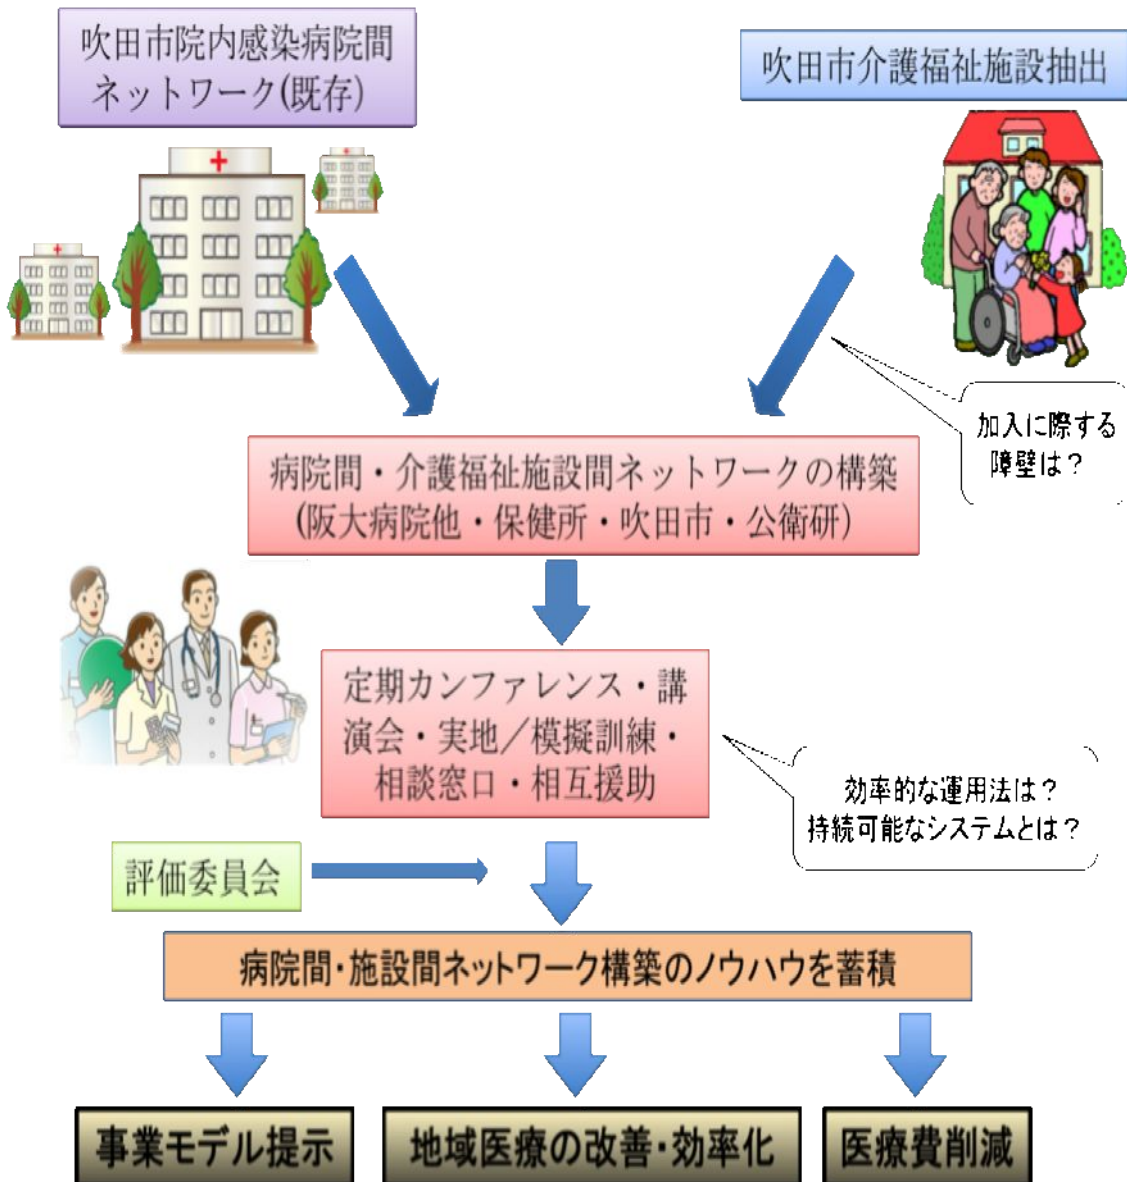 吹田市院内感染病院間
ネットワーク(既存)
吹田市介護福祉施設抽出
加入に際する
障壁は？
病院間・介護福祉施設間ネットワークの構築
(阪大病院他・保健所・吹田市・公衛研)
定期カンファレンス・講
演会・実地／模擬訓練・
相談窓口・相互援助
効率的な運用法は？
持続可能なシステムとは？
評価委員会
病院間・施設間ネットワーク構築のノウハウを蓄積
事業モデル提示
地域医療の改善・効率化
医療費削減